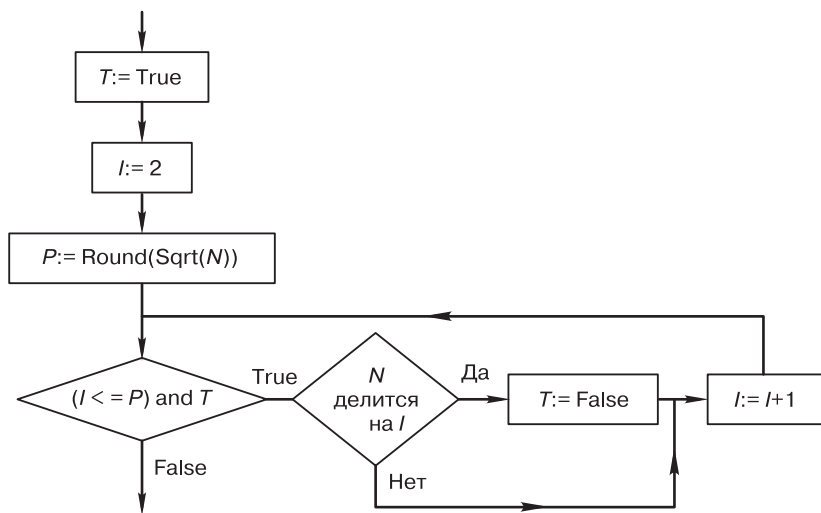 T:= True
I:= 2
P:= Round(Sqrt(N))
(I < = P) and T
True
False
N
делится
на I
Да
Нет
T:= False
I:= I+1